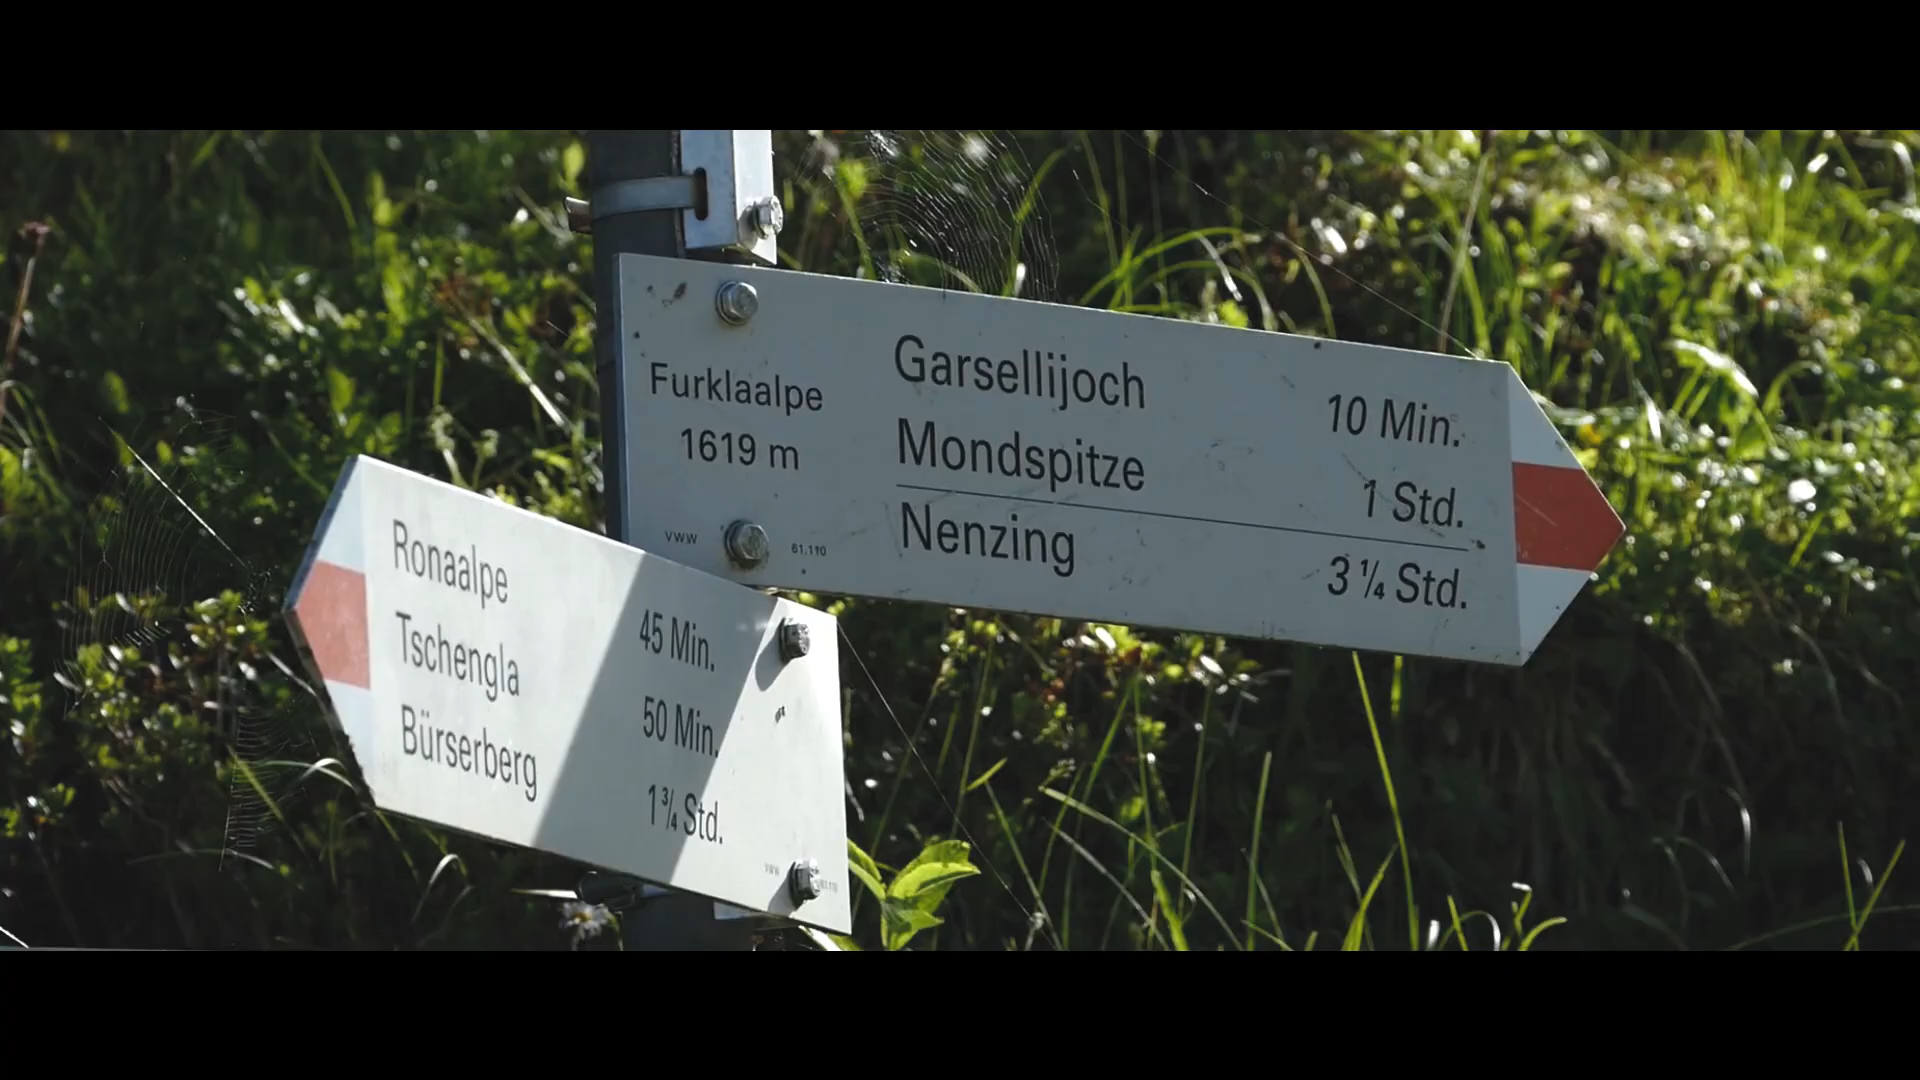 Furklaalpe
1619 m
Garsellijoch 10 Min.
Mondspitze 1 Std.
Nenzing 3 ¼ Std.
vww 61.110
Ronaalpe 45 Min.
Tschengla 50 Min.
Bürserberg 1 ¾ Std.
vww